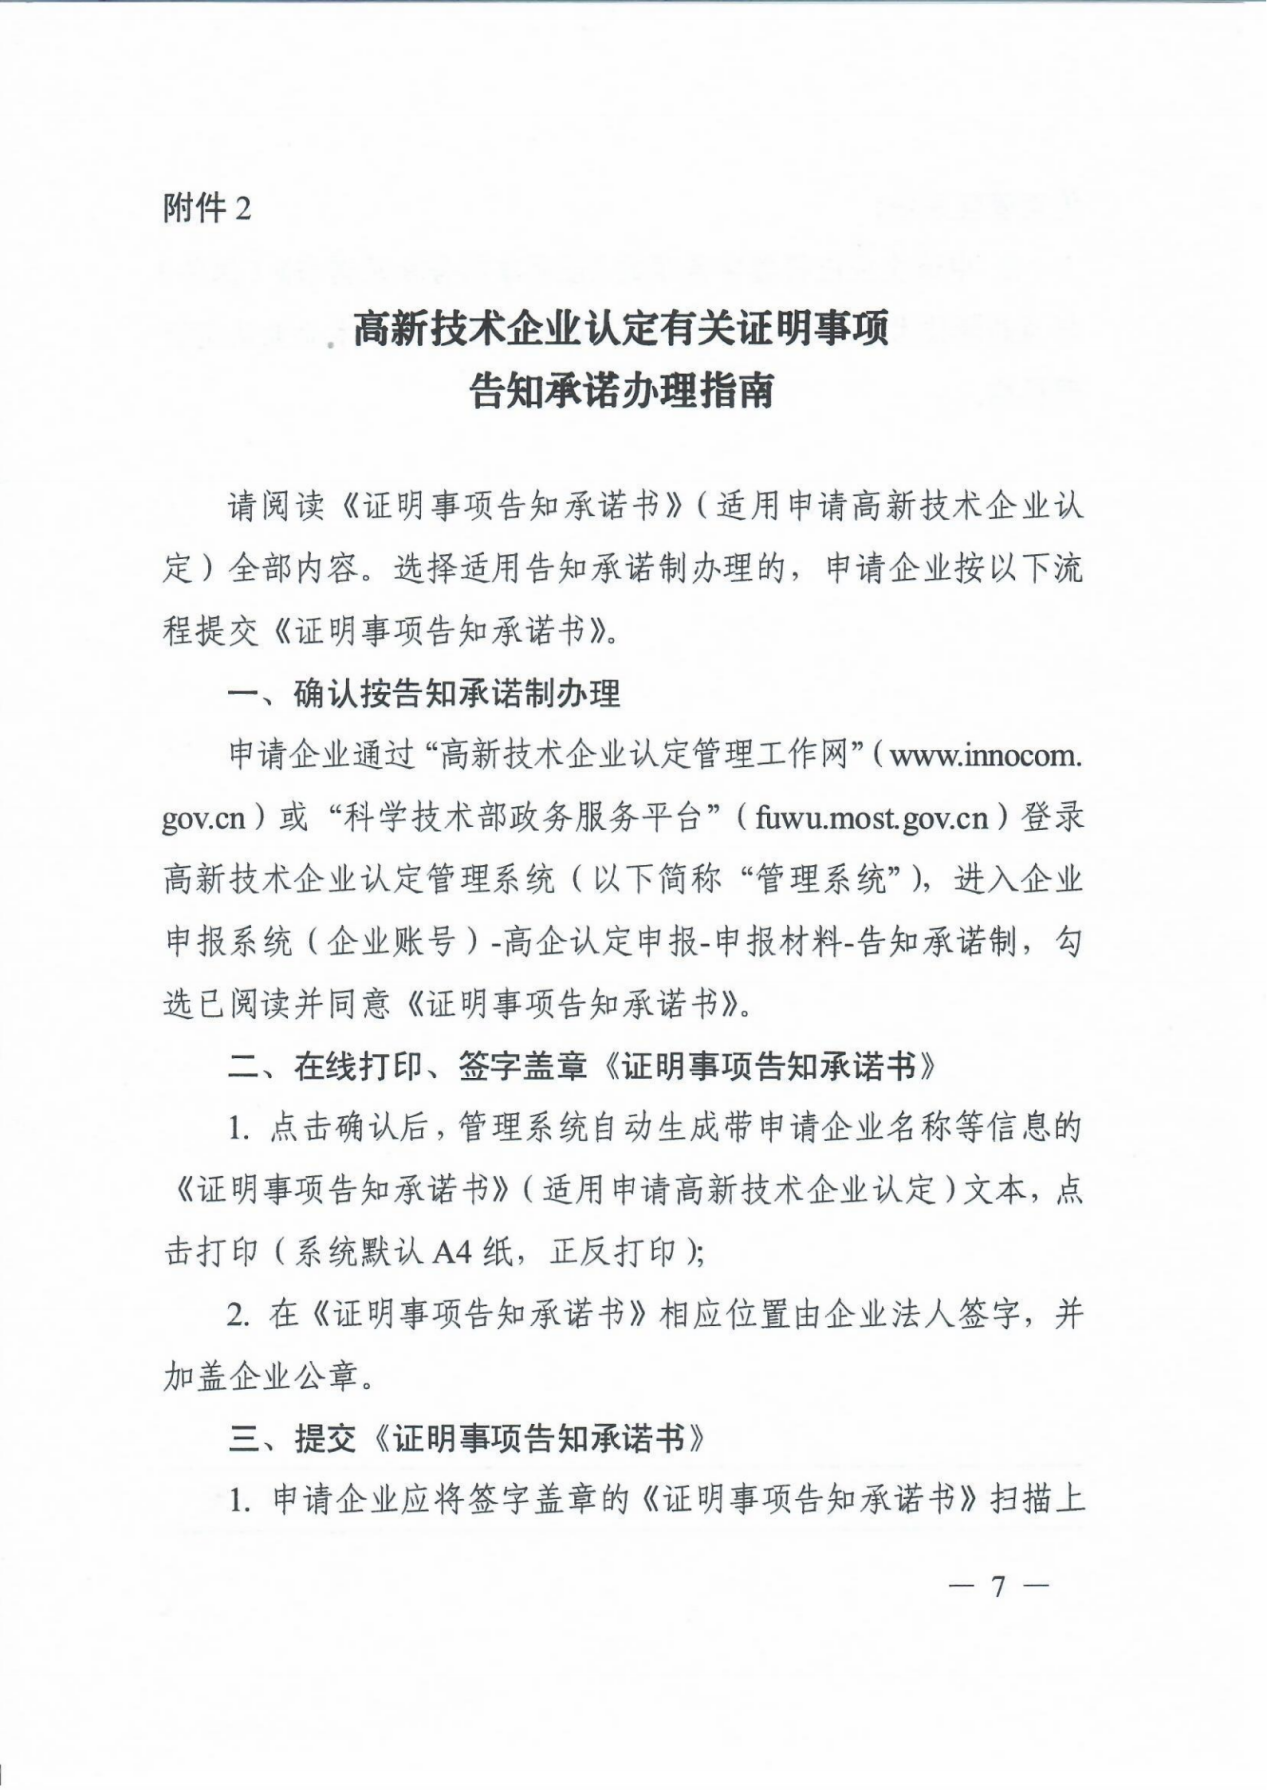 附件2
高新技术企业认定有关证明事项
告知承诺办理指南
请阅读《证明事项告知承诺书》(适用申请高新技术企业认
定)全部内容。选择适用告知承诺制办理的,申请企业按以下流
程提交《证明事项告知承诺书》。
一、确认按告知承诺制办理
申请企业通过“高新技术企业认定管理工作网”(www.innocom.
gov.cn)或“科学技术部政务服务平台”(fuwu.most.gov.cn)登录
高新技术企业认定管理系统(以下简称“管理系统”),进入企业
申报系统(企业账号)-高企认定申报-申报材料-告知承诺制,勾
选已阅读并同意《证明事项告知承诺书》。
二、在线打印、签字盖章《证明事项告知承诺书》
1. 点击确认后,管理系统自动生成带申请企业名称等信息的
《证明事项告知承诺书》(适用申请高新技术企业认定)文本,点
击打印(系统默认A4纸,正反打印);
2. 在《证明事项告知承诺书》相应位置由企业法人签字,并
加盖企业公章。
三、提交《证明事项告知承诺书》
1. 申请企业应将签字盖章的《证明事项告知承诺书》扫描上
— 7 —